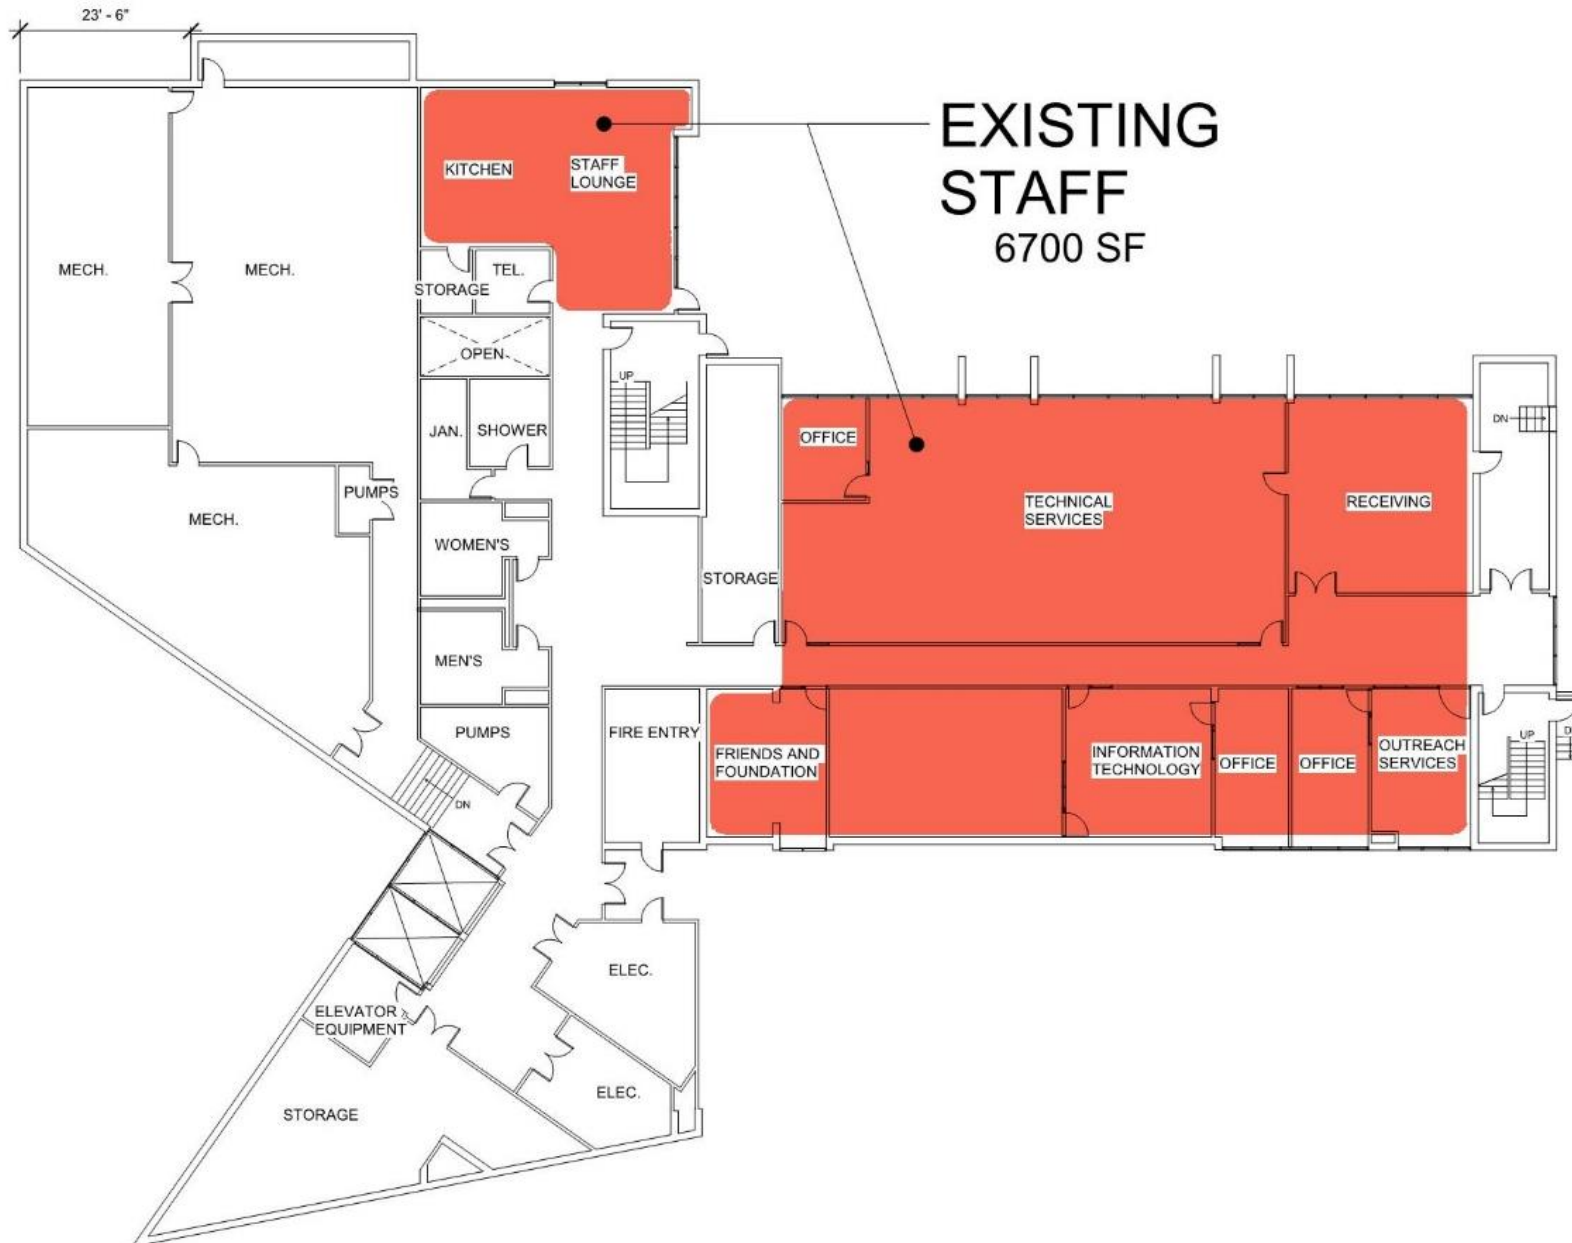 23' - 6"
EXISTING
STAFF
6700 SF
KITCHEN
STAFF
LOUNGE
MECH.
MECH.
TEL.
STORAGE
OPEN
UP
JAN.
SHOWER
OFFICE
DN
PUMPS
MECH.
TECHNICAL
SERVICES
RECEIVING
WOMEN'S
STORAGE
MEN'S
PUMPS
FIRE ENTRY
FRIENDS AND
FOUNDATION
INFORMATION
TECHNOLOGY
OFFICE
OFFICE
OUTREACH
SERVICES
UP
DN
ELEC.
ELEVATOR
EQUIPMENT
ELEC.
STORAGE